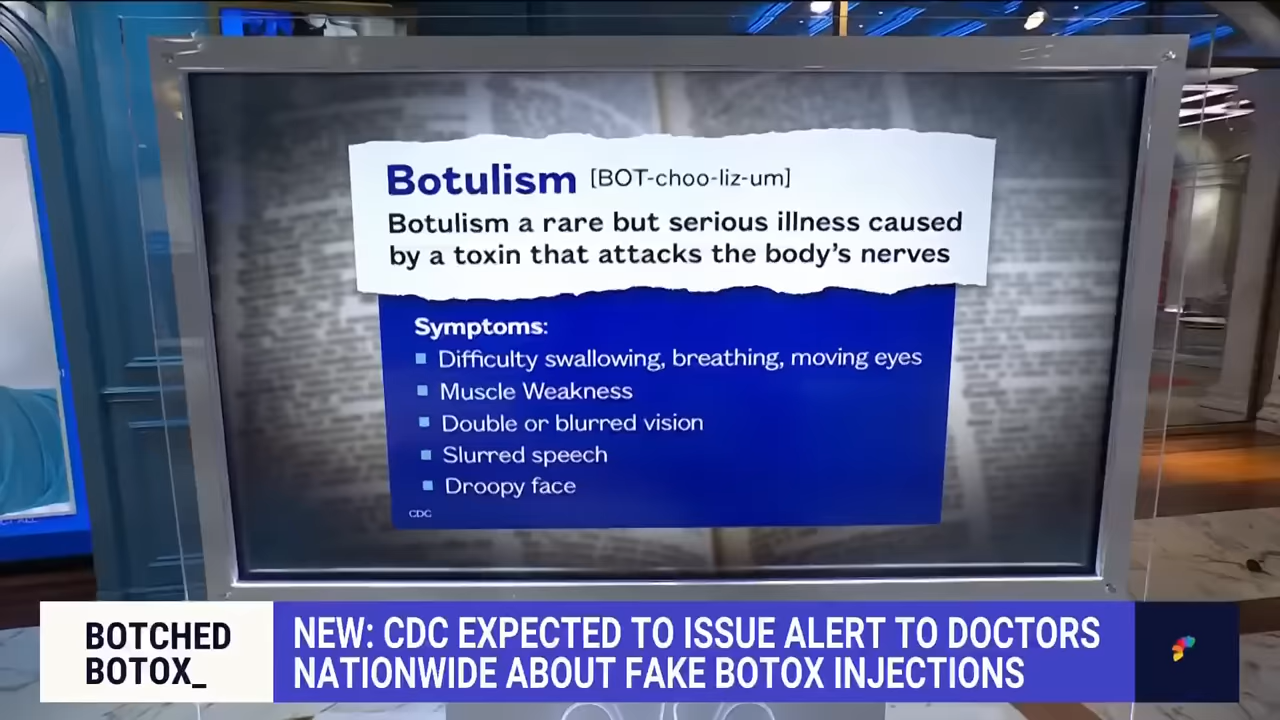 Botulism [BOT-choo-liz-um]
Botulism a rare but serious illness caused
by a toxin that attacks the body's nerves
Symptoms:
Difficulty swallowing, breathing, moving eyes
Muscle Weakness
Double or blurred vision
Slurred speech
Droopy face
CDC
BOTCHED
BOTOX_
NEW: CDC EXPECTED TO ISSUE ALERT TO DOCTORS
NATIONWIDE ABOUT FAKE BOTOX INJECTIONS